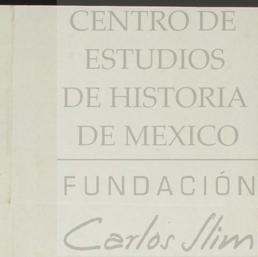 CENTRO DE
ESTUDIOS
DE HISTORIA
DE MEXICO
FUNDACIÓN
Carlos Slim